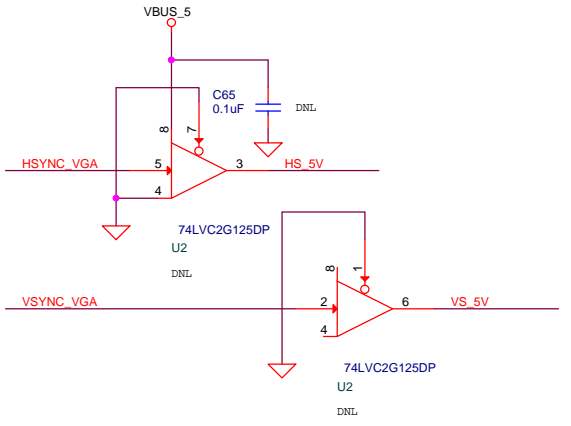 VBUS_5
C65
0.1uF
DNL
7
8
HSYNC_VGA
5
3
HS_5V
4
74LVC2G125DP
U2
DNL
8
1
VSYNC_VGA
2
6
VS_5V
4
74LVC2G125DP
U2
DNL